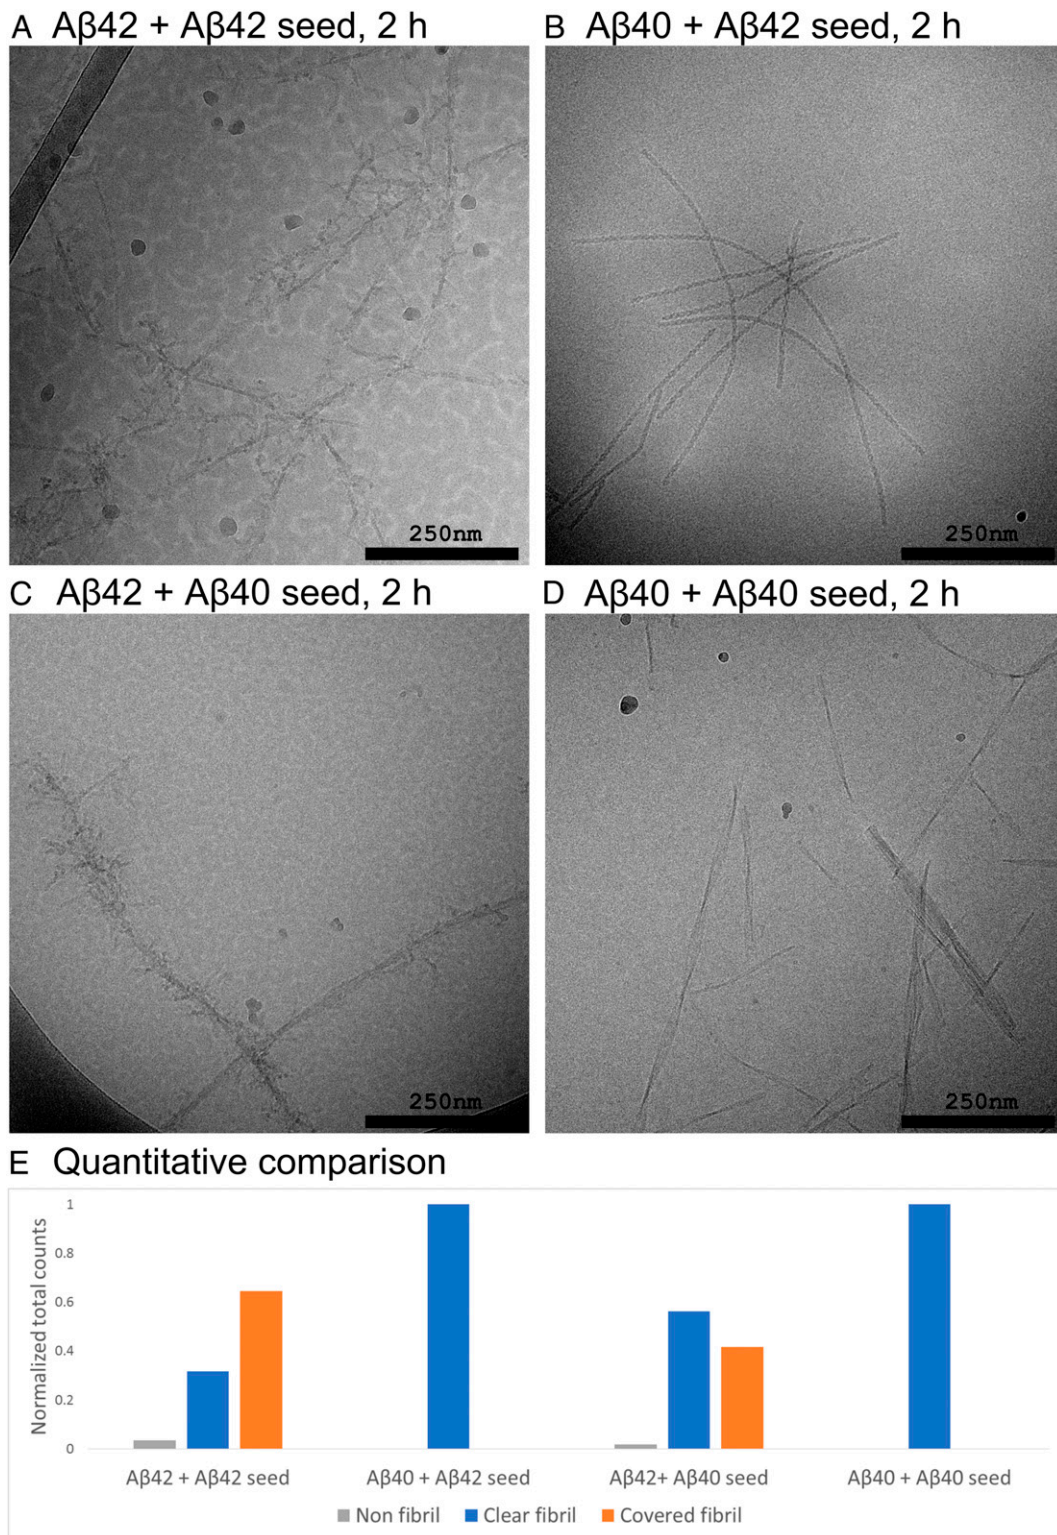 A Aβ42 + Aβ42 seed, 2 h
B Aβ40 + Aβ42 seed, 2 h
250nm
250nm
C Aβ42 + Aβ40 seed, 2 h
D Aβ40 + Aβ40 seed, 2 h
250nm
250nm
E Quantitative comparison
Normalized total counts
1
0.8
0.6
0.4
0.2
0
Aβ42 + Aβ42 seed
Aβ40 + Aβ42 seed
Aβ42+ Aβ40 seed
Aβ40 + Aβ40 seed
Non fibril
Clear fibril
Covered fibril